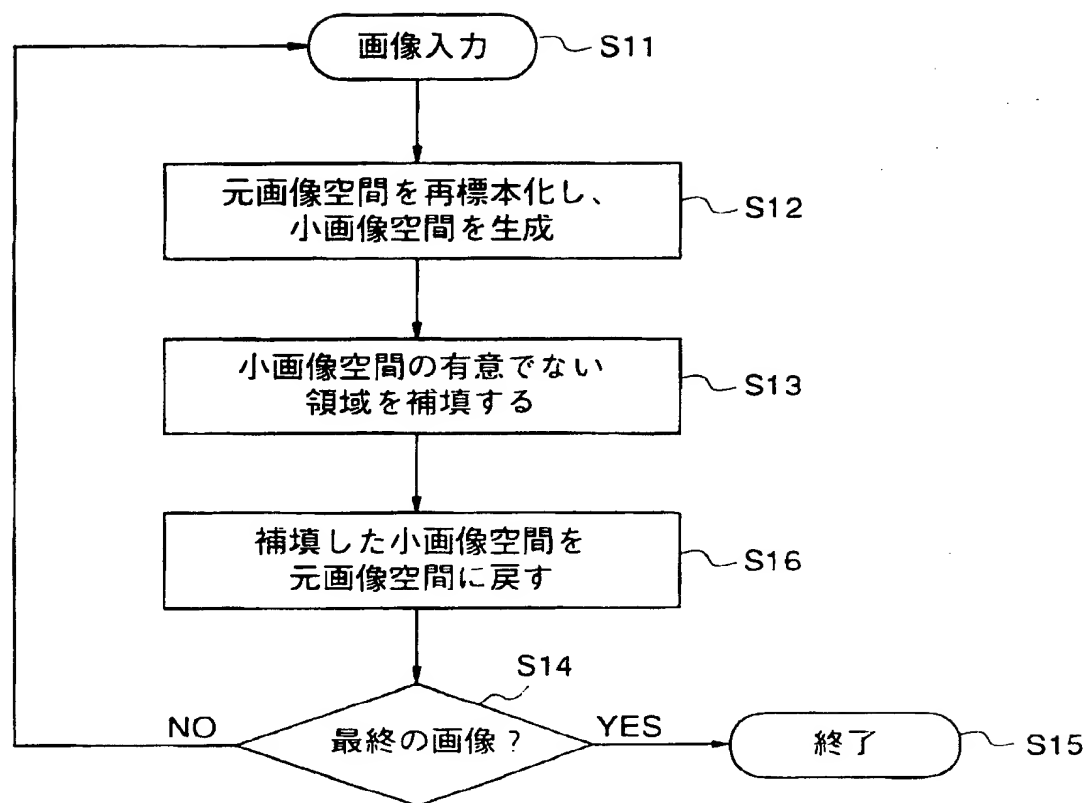 画像入力
S11
元画像空間を再標本化し、
小画像空間を生成
S12
小画像空間の有意でない
領域を補填する
S13
補填した小画像空間を
元画像空間に戻す
S16
S14
最終の画像?
NO
YES
終了
S15